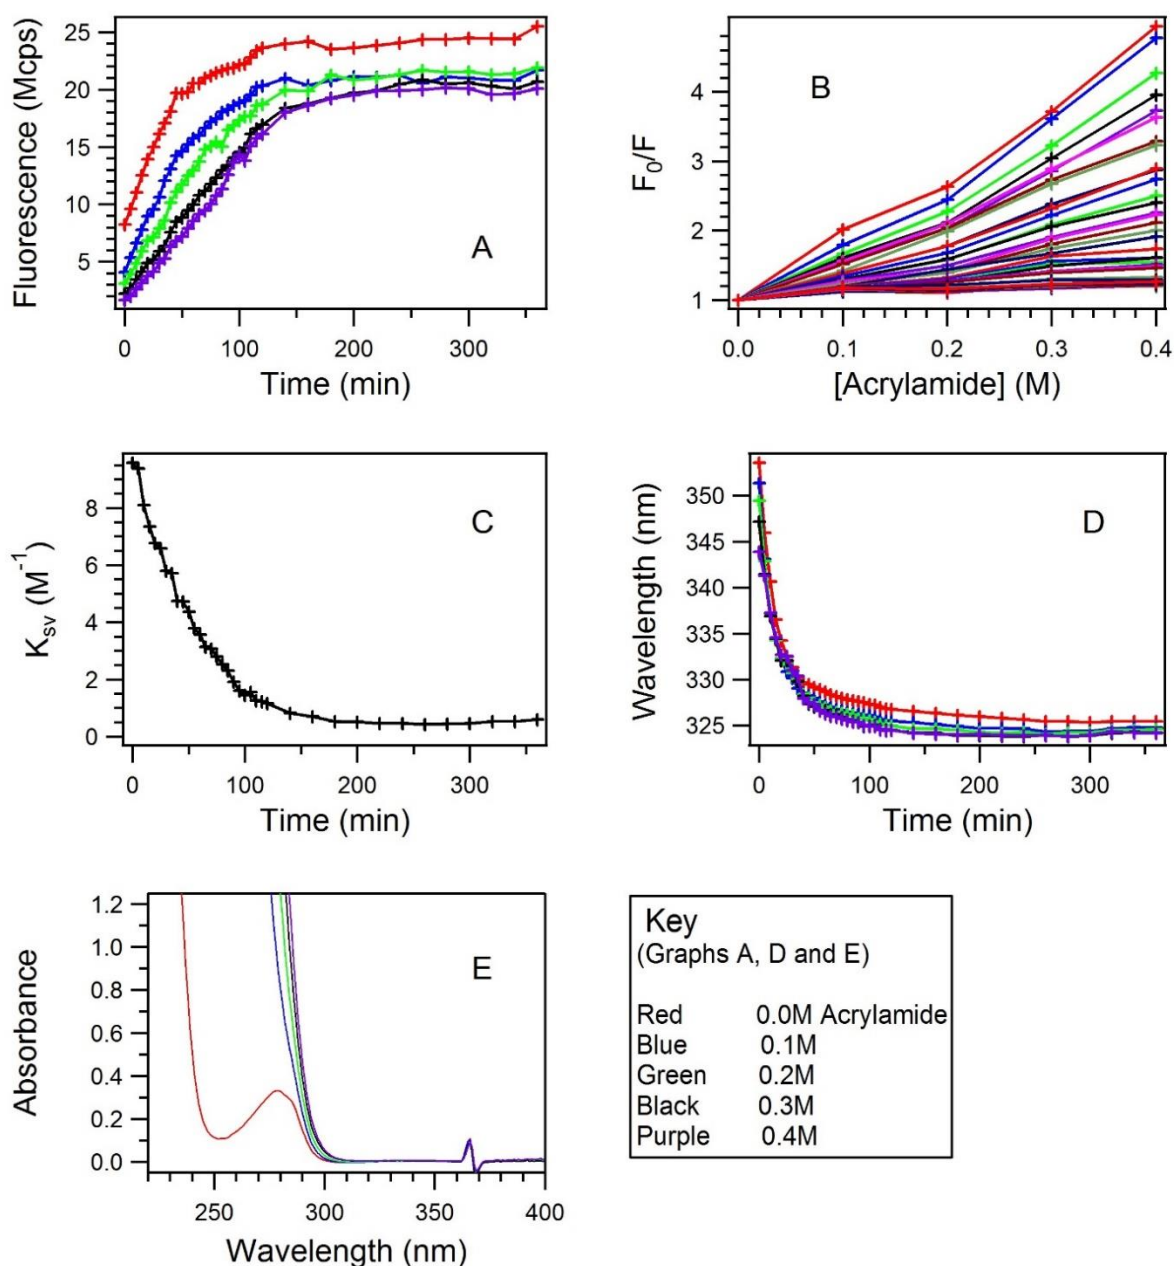 25
20
15
10
5
Fluorescence (Mcps)
A
0 100 200 300
Time (min)
4
3
2
1
F0/F
B
0.0 0.1 0.2 0.3 0.4
[Acrylamide] (M)
8
6
4
2
0
Ksv (M-1)
C
0 100 200 300
Time (min)
350
345
340
335
330
325
Wavelength (nm)
D
0 100 200 300
Time (min)
1.2
1.0
0.8
0.6
0.4
0.2
0.0
Absorbance
E
250 300 350 400
Wavelength (nm)
Key
(Graphs A, D and E)
Red 0.0M Acrylamide
Blue 0.1M
Green 0.2M
Black 0.3M
Purple 0.4M